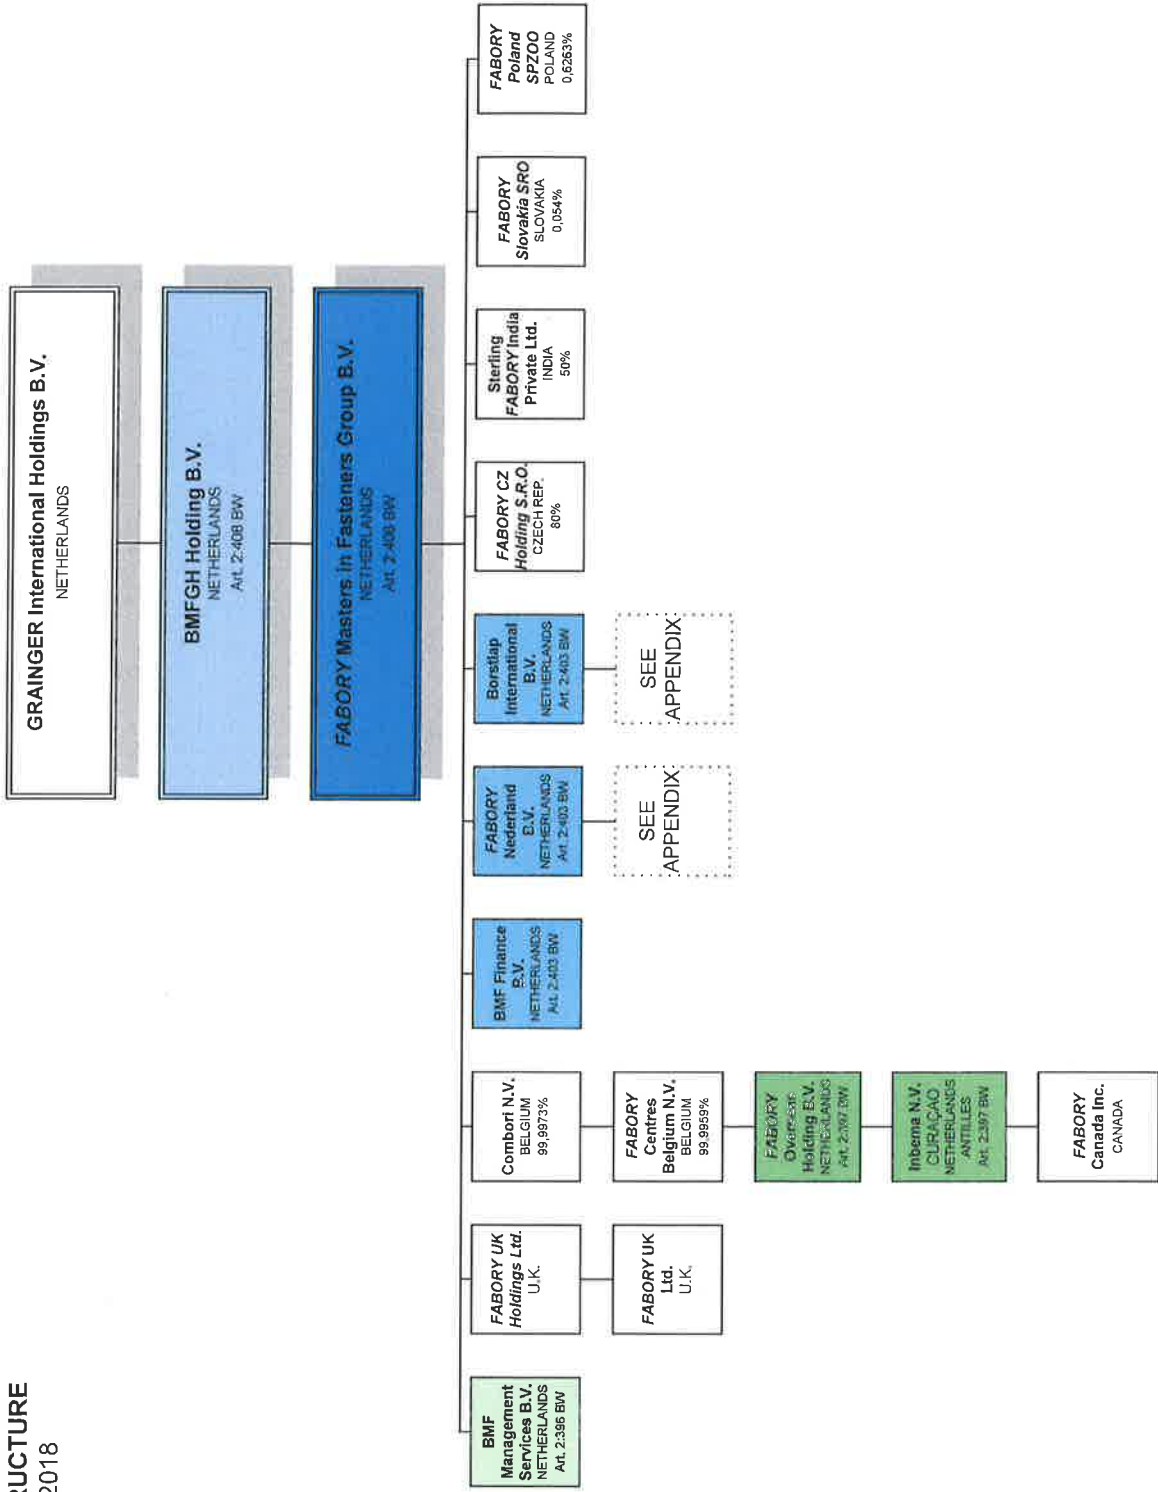 RUCTURE
2018
GRAINGER International Holdings B.V.
NETHERLANDS
BMFGH Holding B.V.
NETHERLANDS
Art. 2:408 BW
FABORY Masters in Fasteners Group B.V.
NETHERLANDS
Art. 2:408 BW
BMF
Management
Services B.V.
NETHERLANDS
Art. 2:396 BW
FABORY UK
Holdings Ltd.
U.K.
FABORY UK
Ltd.
U.K.
Combori N.V.
BELGIUM
99,9973%
FABORY
Centres
Belgium N.V.
BELGIUM
99,9959%
FABORY
Overseas
Holding B.V.
NETHERLANDS
Art. 2:397 BW
Inbema N.V.
CURAÇAO
NETHERLANDS
ANTILLES
Art. 2:397 BW
FABORY
Canada Inc.
CANADA
BMF Finance
B.V.
NETHERLANDS
Art. 2:403 BW
FABORY
Nederland
B.V.
NETHERLANDS
Art. 2:403 BW
SEE
APPENDIX
Borstlap
International
B.V.
NETHERLANDS
Art. 2:403 BW
SEE
APPENDIX
FABORY CZ
Holding S.R.O.
CZECH REP.
80%
Sterling
FABORY India
Private Ltd.
INDIA
50%
FABORY
Slovakia SRO
SLOVAKIA
0,054%
FABORY
Poland
SPZOO
POLAND
0,6263%